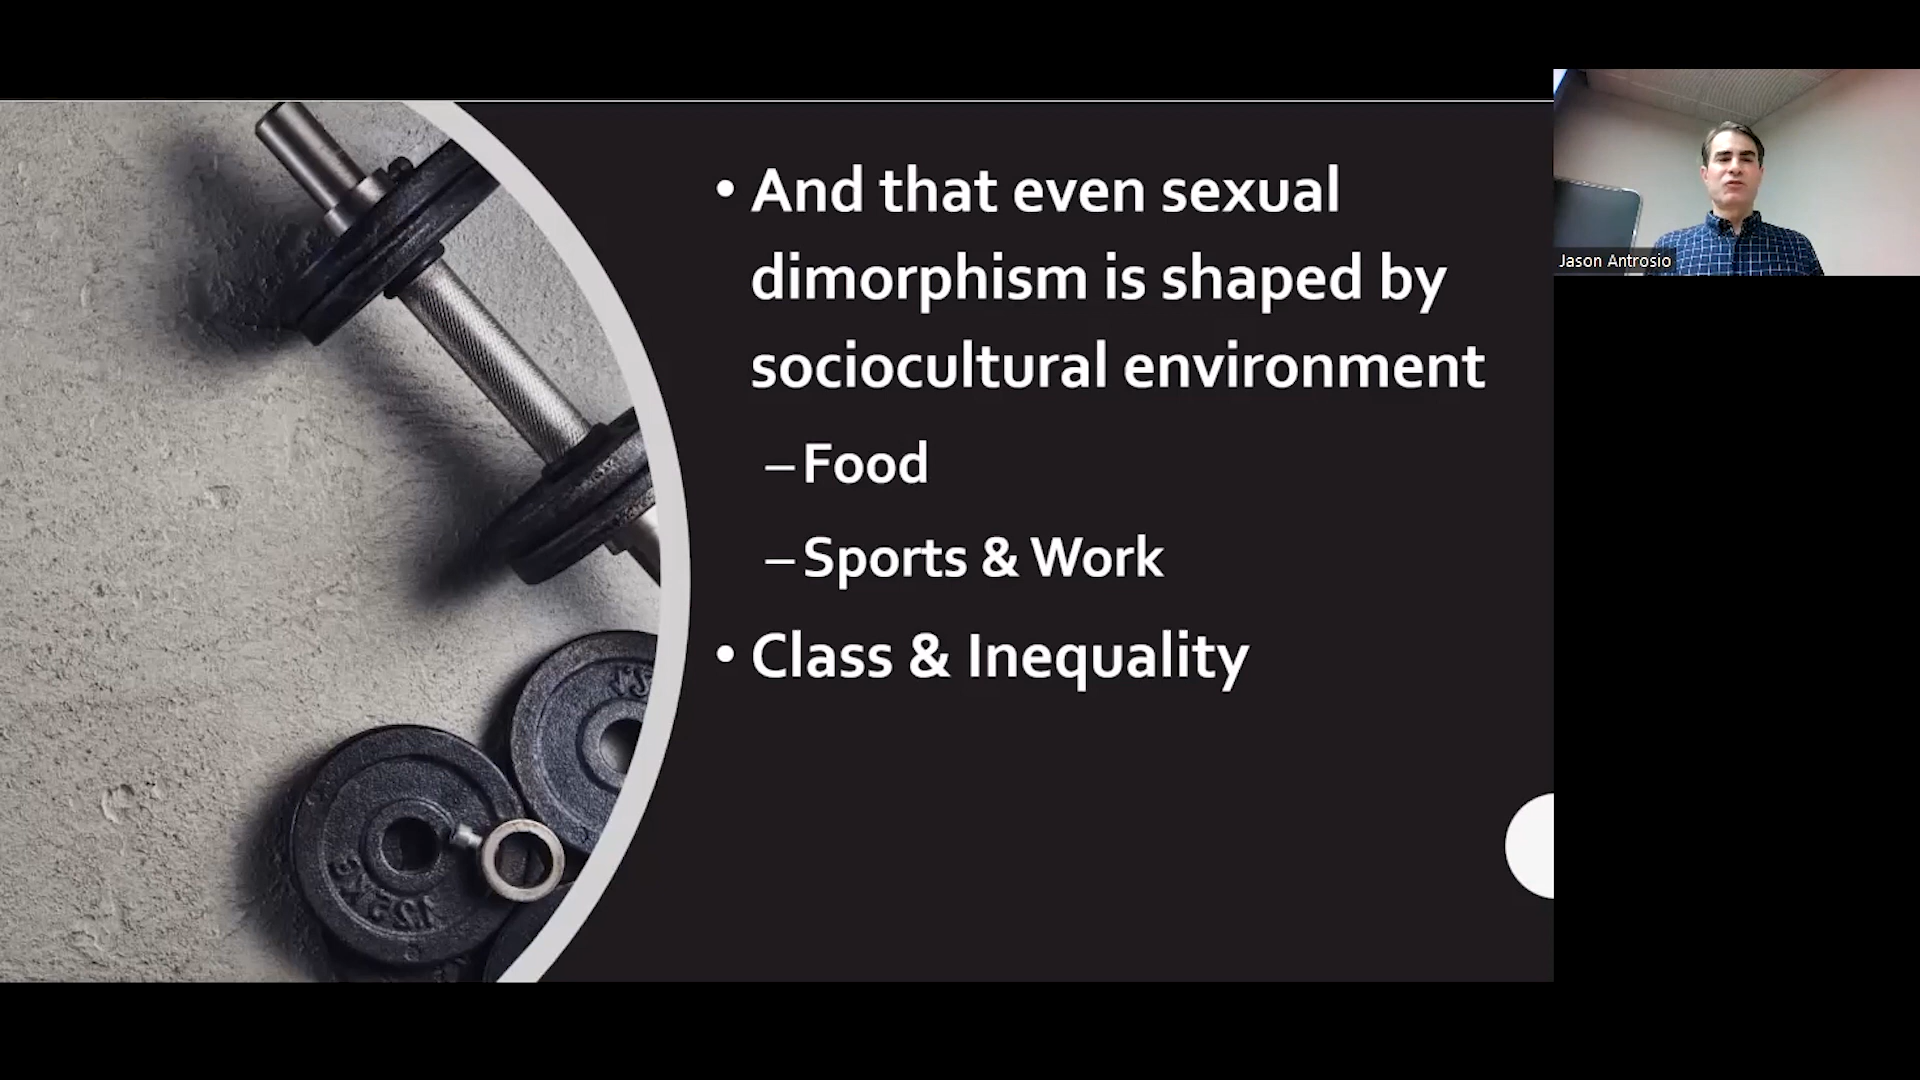 • And that even sexual
dimorphism is shaped by
sociocultural environment
– Food
– Sports & Work
• Class & Inequality
Jason Antrosio